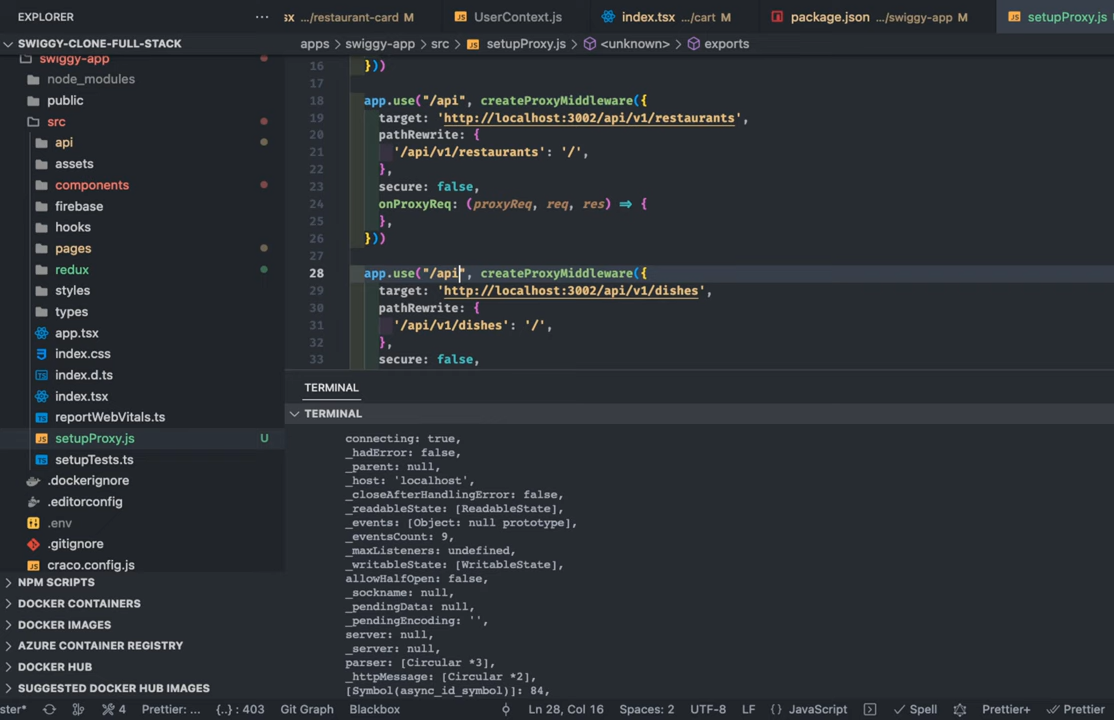 EXPLORER ···
sx .../restaurant-card M
UserContext.js
index.tsx .../cart M
package.json .../swiggy-app M
setupProxy.js
SWIGGY-CLONE-FULL-STACK
apps > swiggy-app > src > setupProxy.js > <unknown> > exports
swiggy-app
node_modules
public
src
api
assets
components
firebase
hooks
pages
redux
styles
types
app.tsx
index.css
index.d.ts
index.tsx
reportWebVitals.ts
setupProxy.js U
setupTests.ts
.dockerignore
.editorconfig
.env
.gitignore
craco.config.js
NPM SCRIPTS
DOCKER CONTAINERS
DOCKER IMAGES
AZURE CONTAINER REGISTRY
DOCKER HUB
SUGGESTED DOCKER HUB IMAGES
16 }))
17
18 app.use("/api", createProxyMiddleware({
19 target: 'http://localhost:3002/api/v1/restaurants',
20 pathRewrite: {
21 '/api/v1/restaurants': '/',
22 },
23 secure: false,
24 onProxyReq: (proxyReq, req, res) => {
25 },
26 }))
27
28 app.use("/api", createProxyMiddleware({
29 target: 'http://localhost:3002/api/v1/dishes',
30 pathRewrite: {
31 '/api/v1/dishes': '/',
32 },
33 secure: false,
TERMINAL
TERMINAL
connecting: true,
_hadError: false,
_parent: null,
_host: 'localhost',
_closeAfterHandlingError: false,
_readableState: [ReadableState],
_events: [Object: null prototype],
_eventsCount: 9,
_maxListeners: undefined,
_writableState: [WritableState],
allowHalfOpen: false,
_sockname: null,
_pendingData: null,
_pendingEncoding: '',
server: null,
_server: null,
parser: [Circular *3],
_httpMessage: [Circular *2],
[Symbol(async_id_symbol)]: 84,
ster* 4 Prettier: ... {..} : 403 Git Graph Blackbox Ln 28, Col 16 Spaces: 2 UTF-8 LF {} JavaScript Spell Prettier+ Prettier